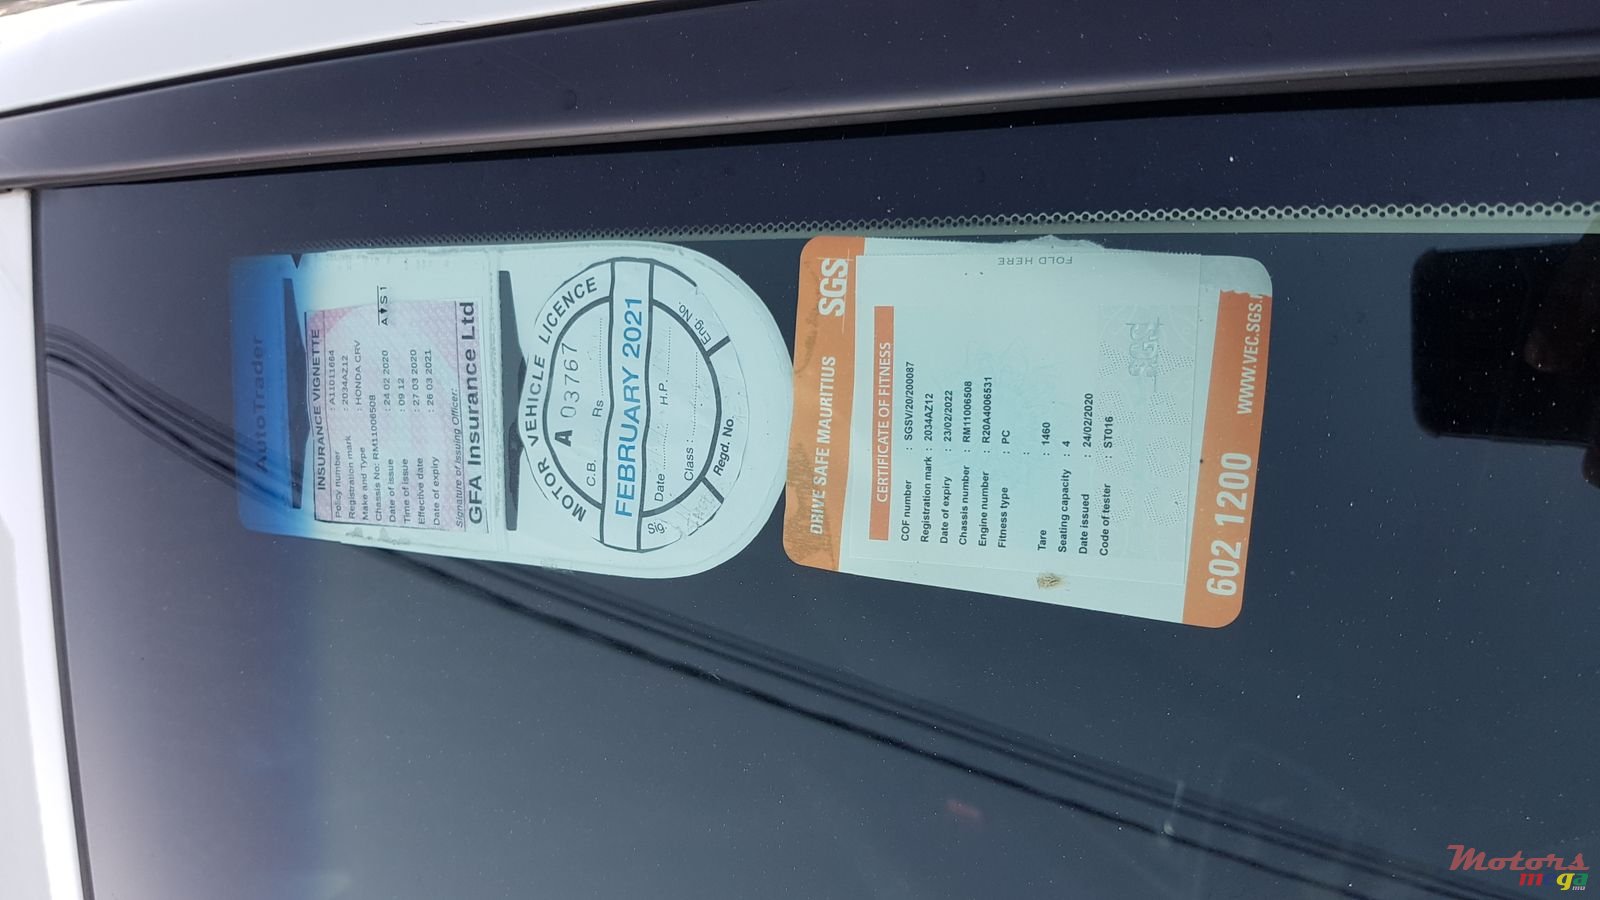 AutoTrader
INSURANCE VIGNETTE
Policy number : A11011664
Registration mark : 2034AZ12
Make and Type : HONDA CRV
Chassis No: RM11006508
Date of issue : 24 02 2020
Time of issue : 09 12
Effective date : 27 03 2020
Date of expiry : 26 03 2021
Signature of Issuing Officer:
GFA Insurance Ltd
MOTOR VEHICLE LICENCE
A 03767
C.B. Rs
FEBRUARY 2021
Date H.P.
Class :
Sig. Regd. No. Eng. No.
DRIVE SAFE MAURITIUS SGS
CERTIFICATE OF FITNESS
COF number : SGSV/20/200087
Registration mark : 2034AZ12
Date of expiry : 23/02/2022
Chassis number : RM11006508
Engine number : R20A4006531
Fitness type : PC
:
Tare : 1460
Seating capacity : 4
Date issued : 24/02/2020
Code of tester : ST016
SGS
FOLD HERE
602 1200 WWW.VEC.SGS.
Motors
mega
.mu